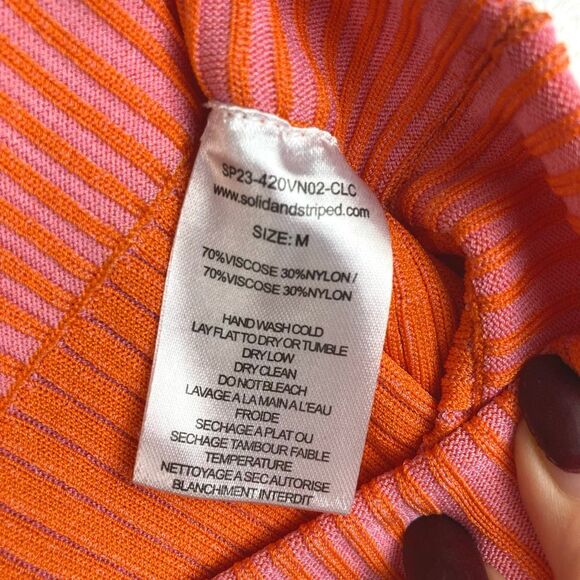 SP23-420VN02-CLC
www.solidandstriped.com
SIZE: M
70%VISCOSE 30%NYLON /
70%VISCOSE 30%NYLON
HAND WASH COLD
LAY FLAT TO DRY OR TUMBLE
DRY LOW
DRY CLEAN
DO NOT BLEACH
LAVAGE A LA MAIN A L'EAU
FROIDE
SECHAGE A PLAT OU
SECHAGE TAMBOUR FAIBLE
TEMPERATURE
NETTOYAGE A SEC AUTORISE
BLANCHIMENT INTERDIT